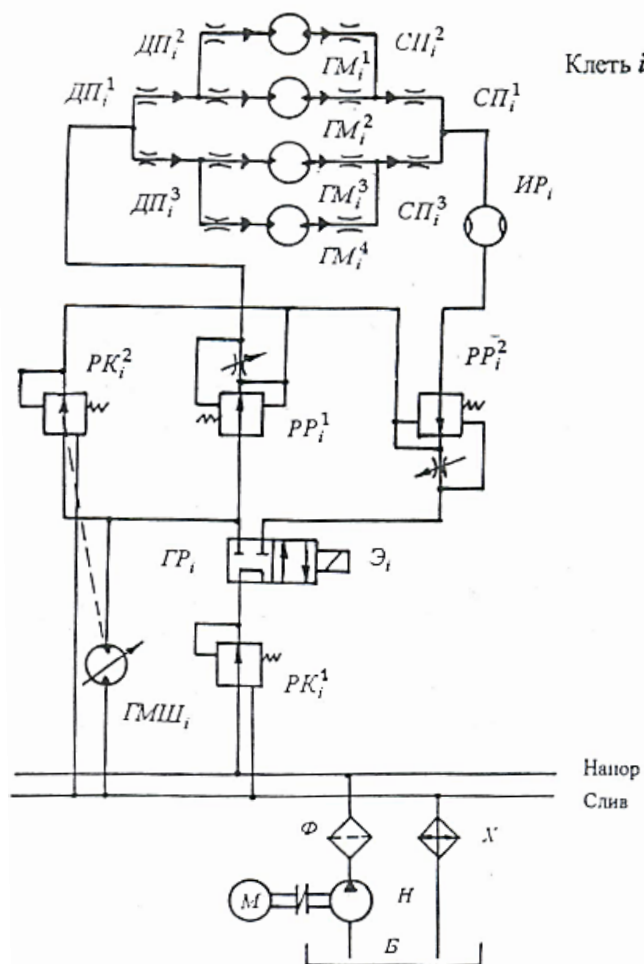 Клеть i
ДП_i^2
СП_i^2
ГМ_i^1
ДП_i^1
СП_i^1
ГМ_i^2
ИР_i
ДП_i^3
ГМ_i^3
СП_i^3
ГМ_i^4
РК_i^2
РР_i^1
РР_i^2
ГР_i
Э_i
РК_i^1
ГМШ_i
Напор
Слив
Ф
Х
М
Н
Б